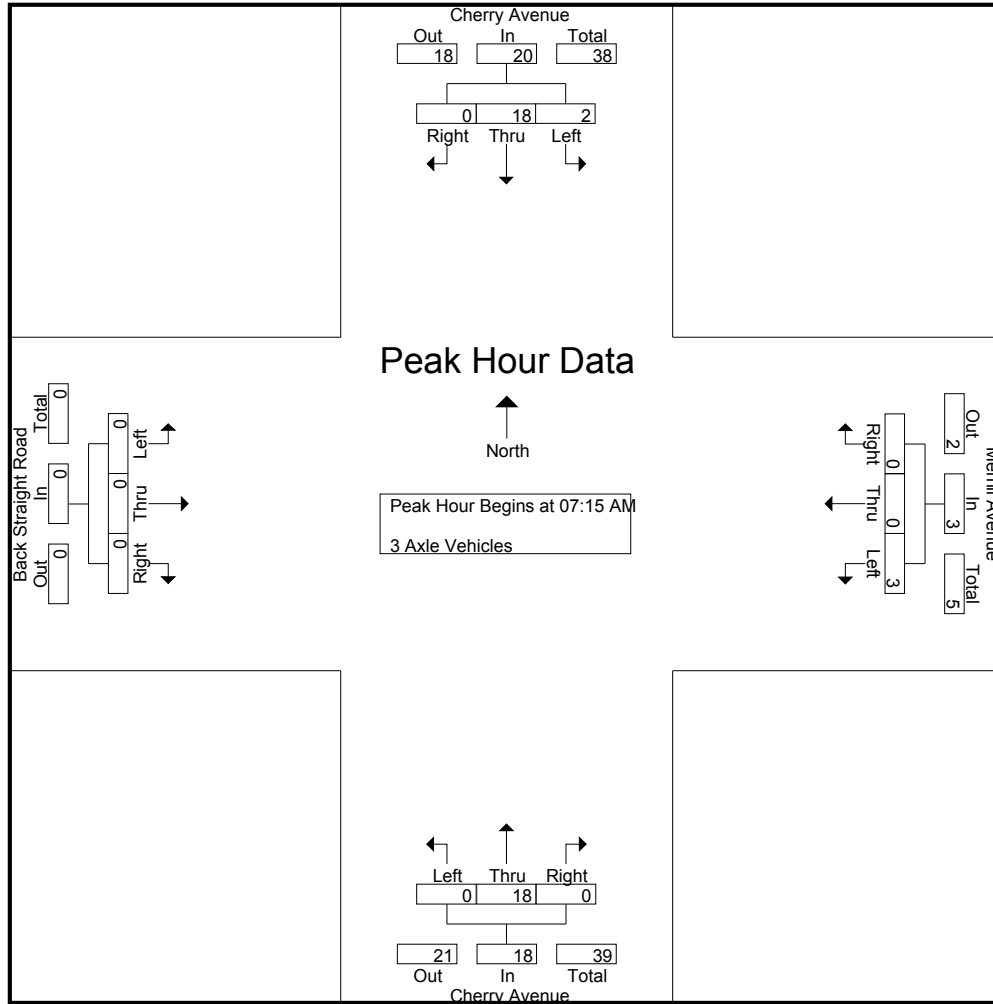 Cherry Avenue
Out In Total
18 20 38
0 18 2
Right Thru Left
Peak Hour Data
North
Peak Hour Begins at 07:15 AM
3 Axle Vehicles
Back Straight Road
Total In Out
0 0 0
0 0 0
Left Thru Right
Right Thru Left
0 0 3
Out In Total
2 3 5
Avenue
Left Thru Right
0 18 0
21 18 39
Out In Total
Cherry Avenue